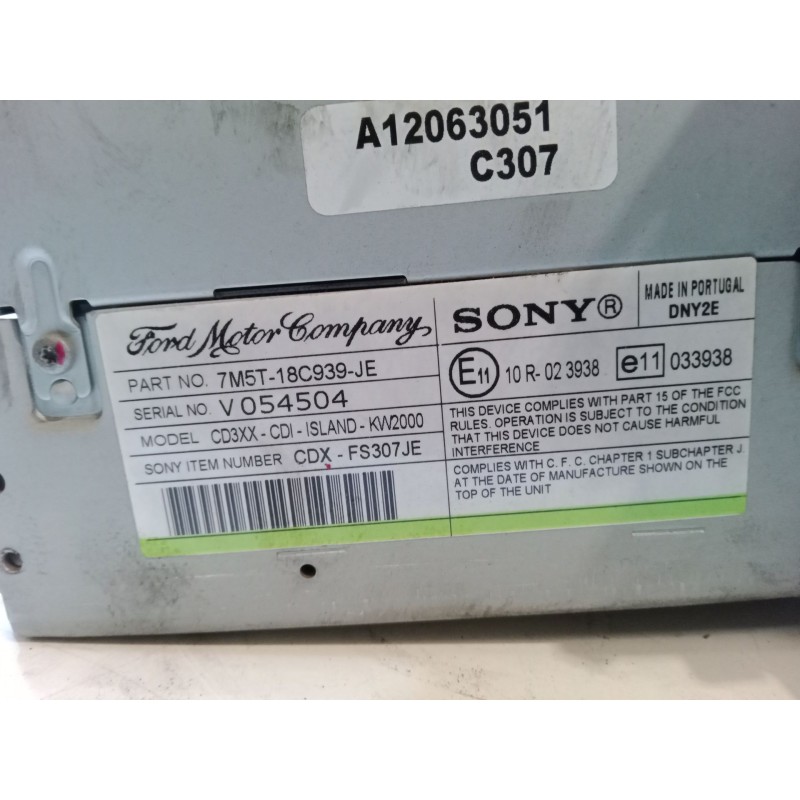 A12063051
C307
Ford Motor Company
PART NO. 7M5T-18C939-JE
SERIAL NO. V054504
MODEL CD3XX - CDI - ISLAND - KW2000
SONY ITEM NUMBER CDX - FS307JE
SONY®
MADE IN PORTUGAL
DNY2E
E11 10 R- 02 3938
e11 033938
THIS DEVICE COMPLIES WITH PART 15 OF THE FCC
RULES. OPERATION IS SUBJECT TO THE CONDITION
THAT THIS DEVICE DOES NOT CAUSE HARMFUL
INTERFERENCE
COMPLIES WITH C. F. C. CHAPTER 1 SUBCHAPTER J.
AT THE DATE OF MANUFACTURE SHOWN ON THE
TOP OF THE UNIT